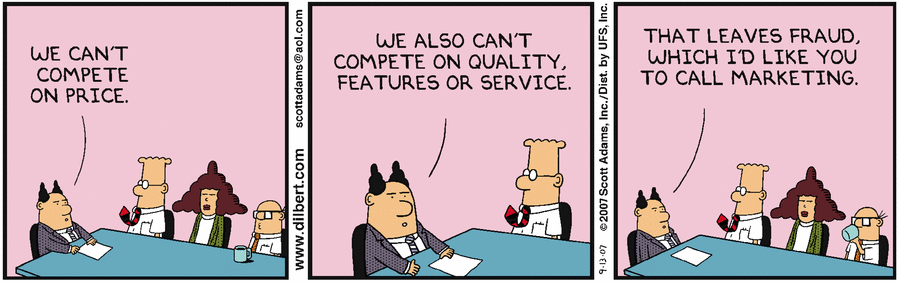 WE CAN'T
COMPETE
ON PRICE.
www.dilbert.com scottadams@aol.com
WE ALSO CAN'T
COMPETE ON QUALITY,
FEATURES OR SERVICE.
9-13-07 ©2007 Scott Adams, Inc./Dist. by UFS, Inc.
THAT LEAVES FRAUD,
WHICH I'D LIKE YOU
TO CALL MARKETING.